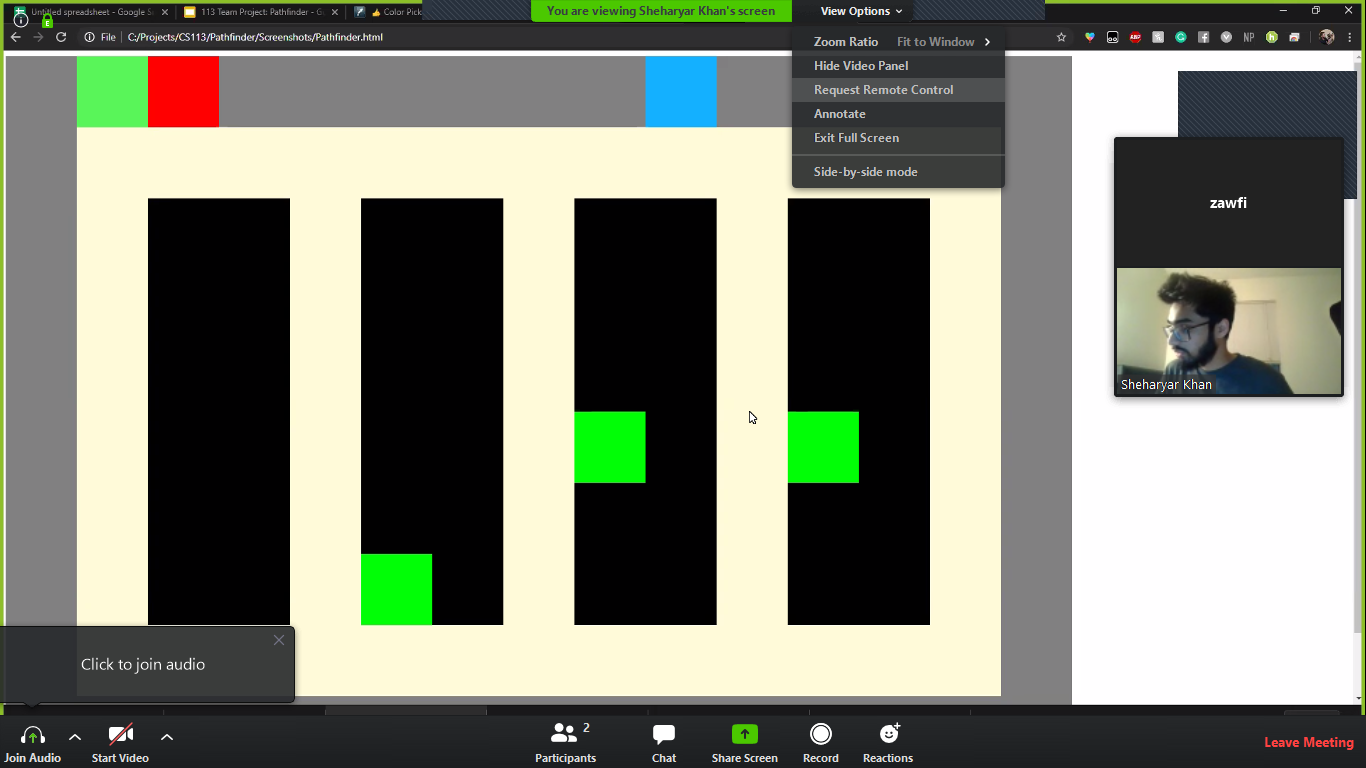 Untitled spreadsheet - Google S
113 Team Project: Pathfinder - G
Color Pick
You are viewing Sheharyar Khan's screen
View Options
File
C:/Projects/CS113/Pathfinder/Screenshots/Pathfinder.html
ABP
NP
Zoom Ratio Fit to Window
Hide Video Panel
Request Remote Control
Annotate
Exit Full Screen
Side-by-side mode
zawfi
Sheharyar Khan
Click to join audio
Join Audio
Start Video
Participants
2
Chat
Share Screen
Record
Reactions
Leave Meeting